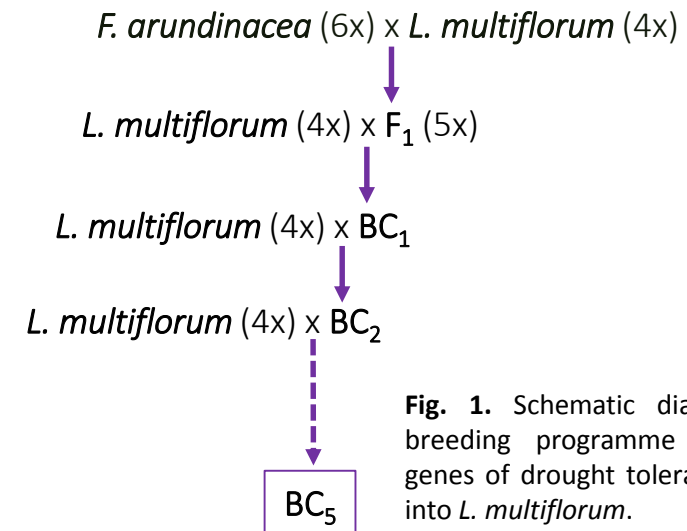 F. arundinacea (6x) x L. multiflorum (4x)
L. multiflorum (4x) x F₁ (5x)
L. multiflorum (4x) x BC₁
L. multiflorum (4x) x BC₂
BC₅
Fig. 1. Schematic dia
breeding programme
genes of drought tolera
into L. multiflorum.